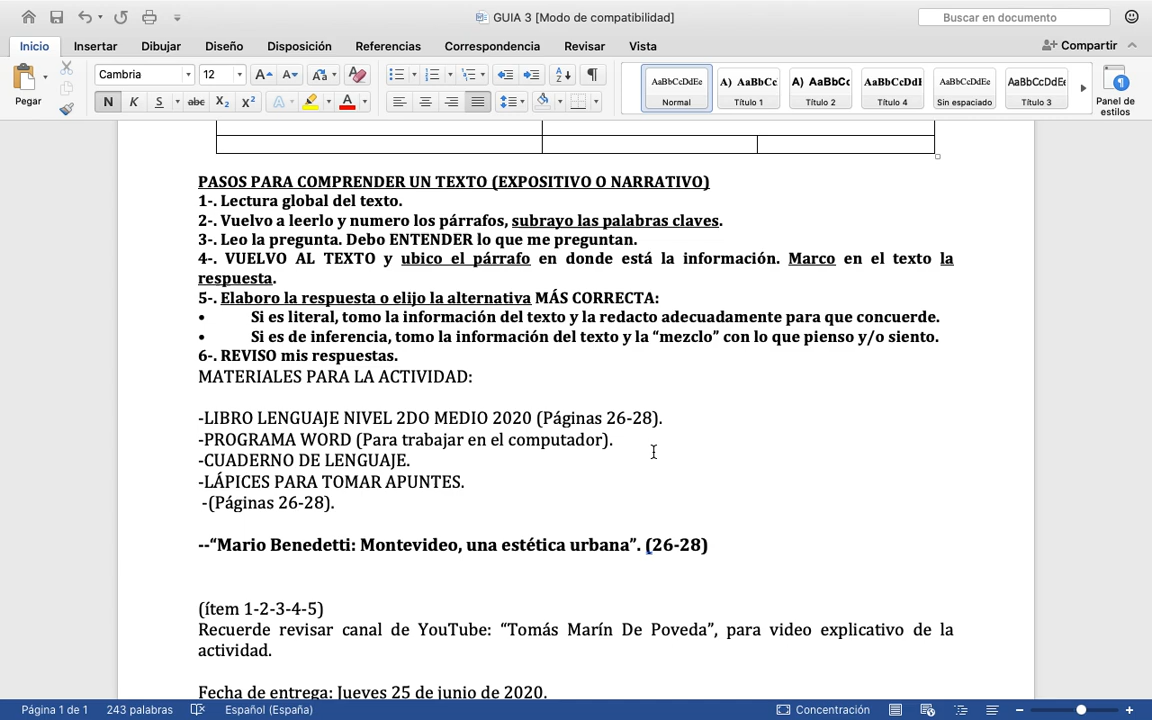 GUIA 3 [Modo de compatibilidad]
Buscar en documento
Inicio Insertar Dibujar Diseño Disposición Referencias Correspondencia Revisar Vista
Compartir
Pegar
Cambria 12
N K S abc X₂ X² A A
AaBbCcDdEe A) AaBbCc A) AaBbCc AaBbCcDdI AaBbCcDdEe AaBbCcDdEe
Normal Título 1 Título 2 Título 4 Sin espaciado Título 3
Panel de
estilos
PASOS PARA COMPRENDER UN TEXTO (EXPOSITIVO O NARRATIVO)
1-. Lectura global del texto.
2-. Vuelvo a leerlo y numero los párrafos, subrayo las palabras claves.
3-. Leo la pregunta. Debo ENTENDER lo que me preguntan.
4-. VUELVO AL TEXTO y ubico el párrafo en donde está la información. Marco en el texto la
respuesta.
5-. Elaboro la respuesta o elijo la alternativa MÁS CORRECTA:
• Si es literal, tomo la información del texto y la redacto adecuadamente para que concuerde.
• Si es de inferencia, tomo la información del texto y la “mezclo” con lo que pienso y/o siento.
6-. REVISO mis respuestas.
MATERIALES PARA LA ACTIVIDAD:
-LIBRO LENGUAJE NIVEL 2DO MEDIO 2020 (Páginas 26-28).
-PROGRAMA WORD (Para trabajar en el computador).
-CUADERNO DE LENGUAJE.
-LÁPICES PARA TOMAR APUNTES.
-(Páginas 26-28).
--“Mario Benedetti: Montevideo, una estética urbana”. (26-28)
(ítem 1-2-3-4-5)
Recuerde revisar canal de YouTube: “Tomás Marín De Poveda”, para video explicativo de la
actividad.
Fecha de entrega: Jueves 25 de junio de 2020.
Página 1 de 1 243 palabras Español (España) Concentración